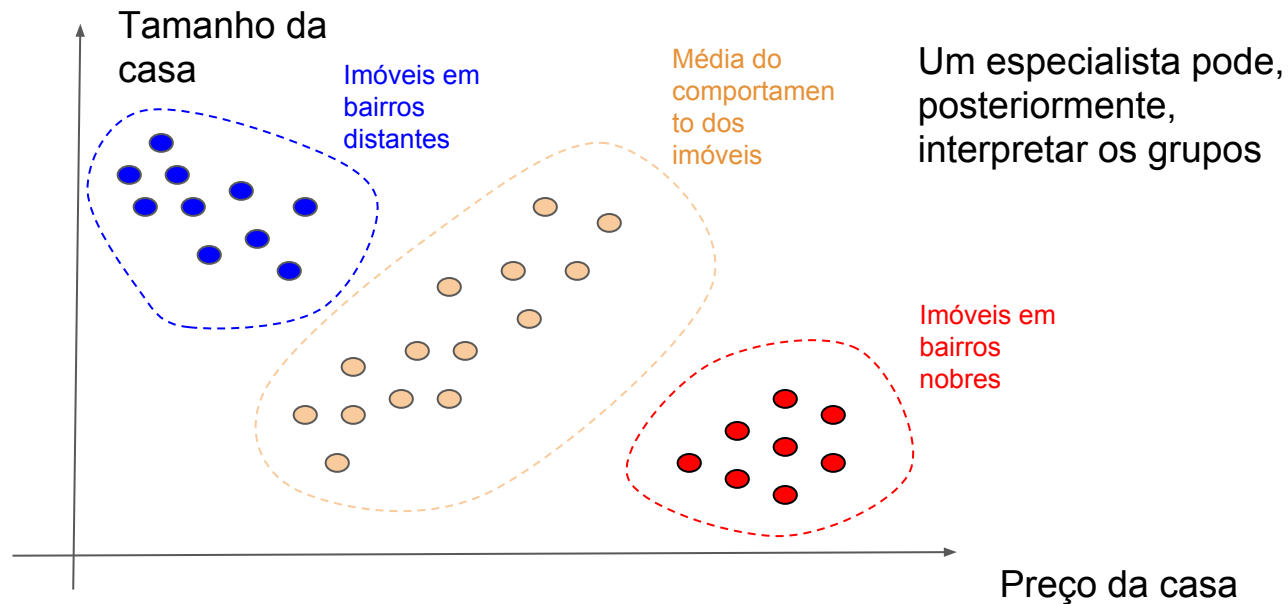 Tamanho da
casa
Imóveis em
bairros
distantes
Média do
comportamen
to dos
imóveis
Um especialista pode,
posteriormente,
interpretar os grupos
Imóveis em
bairros
nobres
Preço da casa